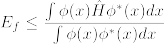 $E_f \leq \frac{\int \phi(x) \hat{H} \phi^*(x) dx}{\int \phi(x) \phi^*(x) dx}$